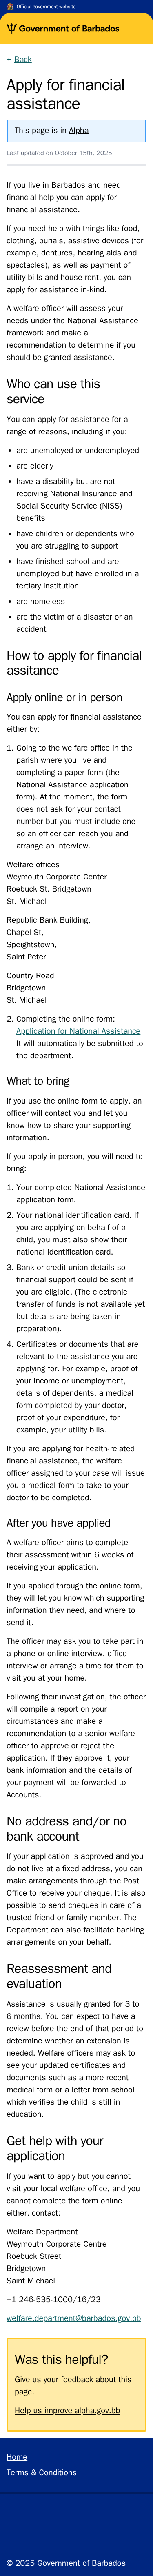 Official government website
Government of Barbados
← Back
Apply for financial
assistance
This page is in Alpha
Last updated on October 15th, 2025
If you live in Barbados and need
financial help you can apply for
financial assistance.
If you need help with things like food,
clothing, burials, assistive devices (for
example, dentures, hearing aids and
spectacles), as well as payment of
utility bills and house rent, you can
apply for assistance in-kind.
A welfare officer will assess your
needs under the National Assistance
framework and make a
recommendation to determine if you
should be granted assistance.
Who can use this
service
You can apply for assistance for a
range of reasons, including if you:
• are unemployed or underemployed
• are elderly
• have a disability but are not
receiving National Insurance and
Social Security Service (NISS)
benefits
• have children or dependents who
you are struggling to support
• have finished school and are
unemployed but have enrolled in a
tertiary institution
• are homeless
• are the victim of a disaster or an
accident
How to apply for financial
assitance
Apply online or in person
You can apply for financial assistance
either by:
1. Going to the welfare office in the
parish where you live and
completing a paper form (the
National Assistance application
form). At the moment, the form
does not ask for your contact
number but you must include one
so an officer can reach you and
arrange an interview.
Welfare offices
Weymouth Corporate Center
Roebuck St. Bridgetown
St. Michael
Republic Bank Building,
Chapel St,
Speightstown,
Saint Peter
Country Road
Bridgetown
St. Michael
2. Completing the online form:
Application for National Assistance
It will automatically be submitted to
the department.
What to bring
If you use the online form to apply, an
officer will contact you and let you
know how to share your supporting
information.
If you apply in person, you will need to
bring:
1. Your completed National Assistance
application form.
2. Your national identification card. If
you are applying on behalf of a
child, you must also show their
national identification card.
3. Bank or credit union details so
financial support could be sent if
you are eligible. (The electronic
transfer of funds is not available yet
but details are being taken in
preparation).
4. Certificates or documents that are
relevant to the assistance you are
applying for. For example, proof of
your income or unemployment,
details of dependents, a medical
form completed by your doctor,
proof of your expenditure, for
example, your utility bills.
If you are applying for health-related
financial assistance, the welfare
officer assigned to your case will issue
you a medical form to take to your
doctor to be completed.
After you have applied
A welfare officer aims to complete
their assessment within 6 weeks of
receiving your application.
If you applied through the online form,
they will let you know what supporting
information they need, and where to
send it.
The officer may ask you to take part in
a phone or online interview, office
interview or arrange a time for them to
visit you at your home.
Following their investigation, the officer
will compile a report on your
circumstances and make a
recommendation to a senior welfare
officer to approve or reject the
application. If they approve it, your
bank information and the details of
your payment will be forwarded to
Accounts.
No address and/or no
bank account
If your application is approved and you
do not live at a fixed address, you can
make arrangements through the Post
Office to receive your cheque. It is also
possible to send cheques in care of a
trusted friend or family member. The
Department can also facilitate banking
arrangements on your behalf.
Reassessment and
evaluation
Assistance is usually granted for 3 to
6 months. You can expect to have a
review before the end of that period to
determine whether an extension is
needed. Welfare officers may ask to
see your updated certificates and
documents such as a more recent
medical form or a letter from school
which verifies the child is still in
education.
Get help with your
application
If you want to apply but you cannot
visit your local welfare office, and you
cannot complete the form online
either, contact:
Welfare Department
Weymouth Corporate Centre
Roebuck Street
Bridgetown
Saint Michael
+1 246-535-1000/16/23
welfare.department@barbados.gov.bb
Was this helpful?
Give us your feedback about this
page.
Help us improve alpha.gov.bb
Home
Terms & Conditions
© 2025 Government of Barbados